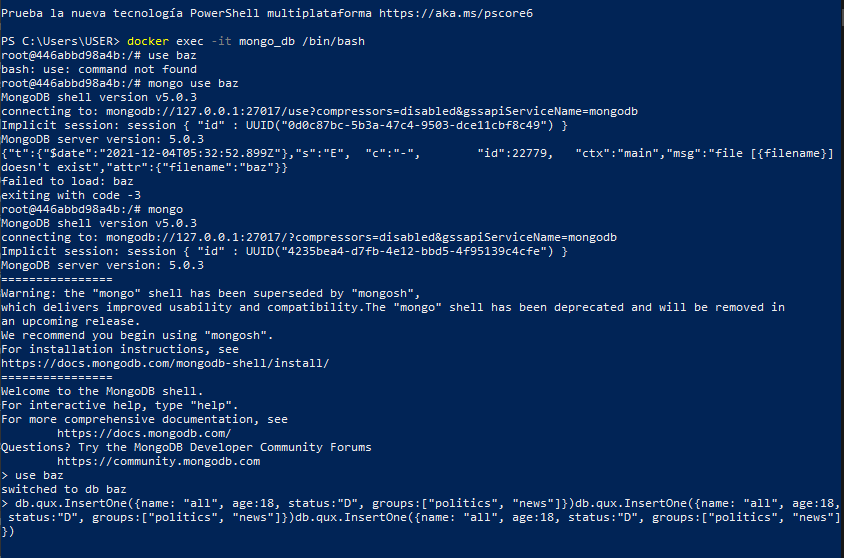 Prueba la nueva tecnología PowerShell multiplataforma https://aka.ms/pscore6
PS C:\Users\USER> docker exec -it mongo_db /bin/bash
root@446abbd98a4b:/# use baz
bash: use: command not found
root@446abbd98a4b:/# mongo use baz
MongoDB shell version v5.0.3
connecting to: mongodb://127.0.0.1:27017/use?compressors=disabled&gssapiServiceName=mongodb
Implicit session: session { "id" : UUID("0d0c87bc-5b3a-47c4-9503-dce11cbf8c49") }
MongoDB server version: 5.0.3
{"t":{"$date":"2021-12-04T05:32:52.899Z"},"s":"E",  "c":"-",        "id":22779,   "ctx":"main","msg":"file [{filename}]
doesn't exist","attr":{"filename":"baz"}}
failed to load: baz
exiting with code -3
root@446abbd98a4b:/# mongo
MongoDB shell version v5.0.3
connecting to: mongodb://127.0.0.1:27017/?compressors=disabled&gssapiServiceName=mongodb
Implicit session: session { "id" : UUID("4235bea4-d7fb-4e12-bbd5-4f95139c4cfe") }
MongoDB server version: 5.0.3
================
Warning: the "mongo" shell has been superseded by "mongosh",
which delivers improved usability and compatibility.The "mongo" shell has been deprecated and will be removed in
an upcoming release.
We recommend you begin using "mongosh".
For installation instructions, see
https://docs.mongodb.com/mongodb-shell/install/
================
Welcome to the MongoDB shell.
For interactive help, type "help".
For more comprehensive documentation, see
        https://docs.mongodb.com/
Questions? Try the MongoDB Developer Community Forums
        https://community.mongodb.com
> use baz
switched to db baz
> db.qux.InsertOne({name: "all", age:18, status:"D", groups:["politics", "news"]})db.qux.InsertOne({name: "all", age:18,
 status:"D", groups:["politics", "news"]})db.qux.InsertOne({name: "all", age:18, status:"D", groups:["politics", "news"]
})